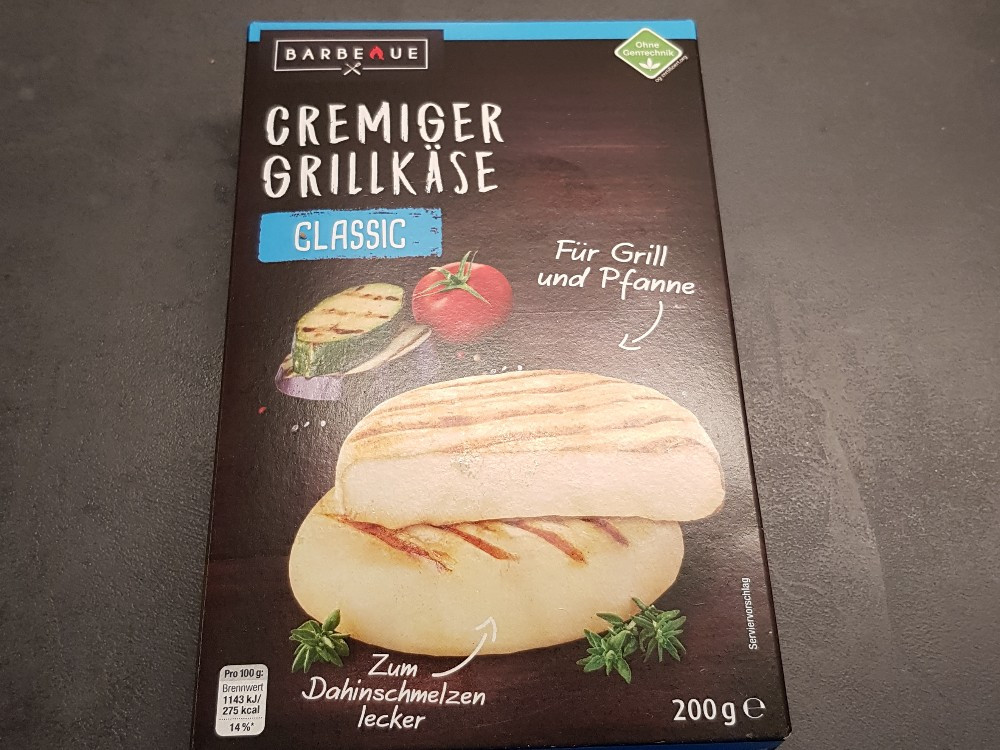 BARBEQUE
Ohne
Gentechnik
CREMIGER
GRILLKÄSE
CLASSIC
Für Grill
und Pfanne
Serviervorschlag
Zum
Dahinschmelzen
lecker
Pro 100 g:
Brennwert
1143 kJ/
275 kcal
14 %*
200 g ℮